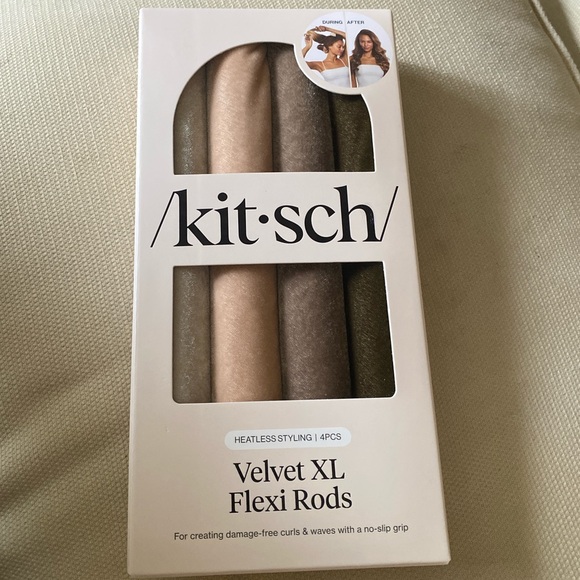 DURING AFTER
/kit•sch/
HEATLESS STYLING | 4PCS
Velvet XL
Flexi Rods
For creating damage-free curls & waves with a no-slip grip